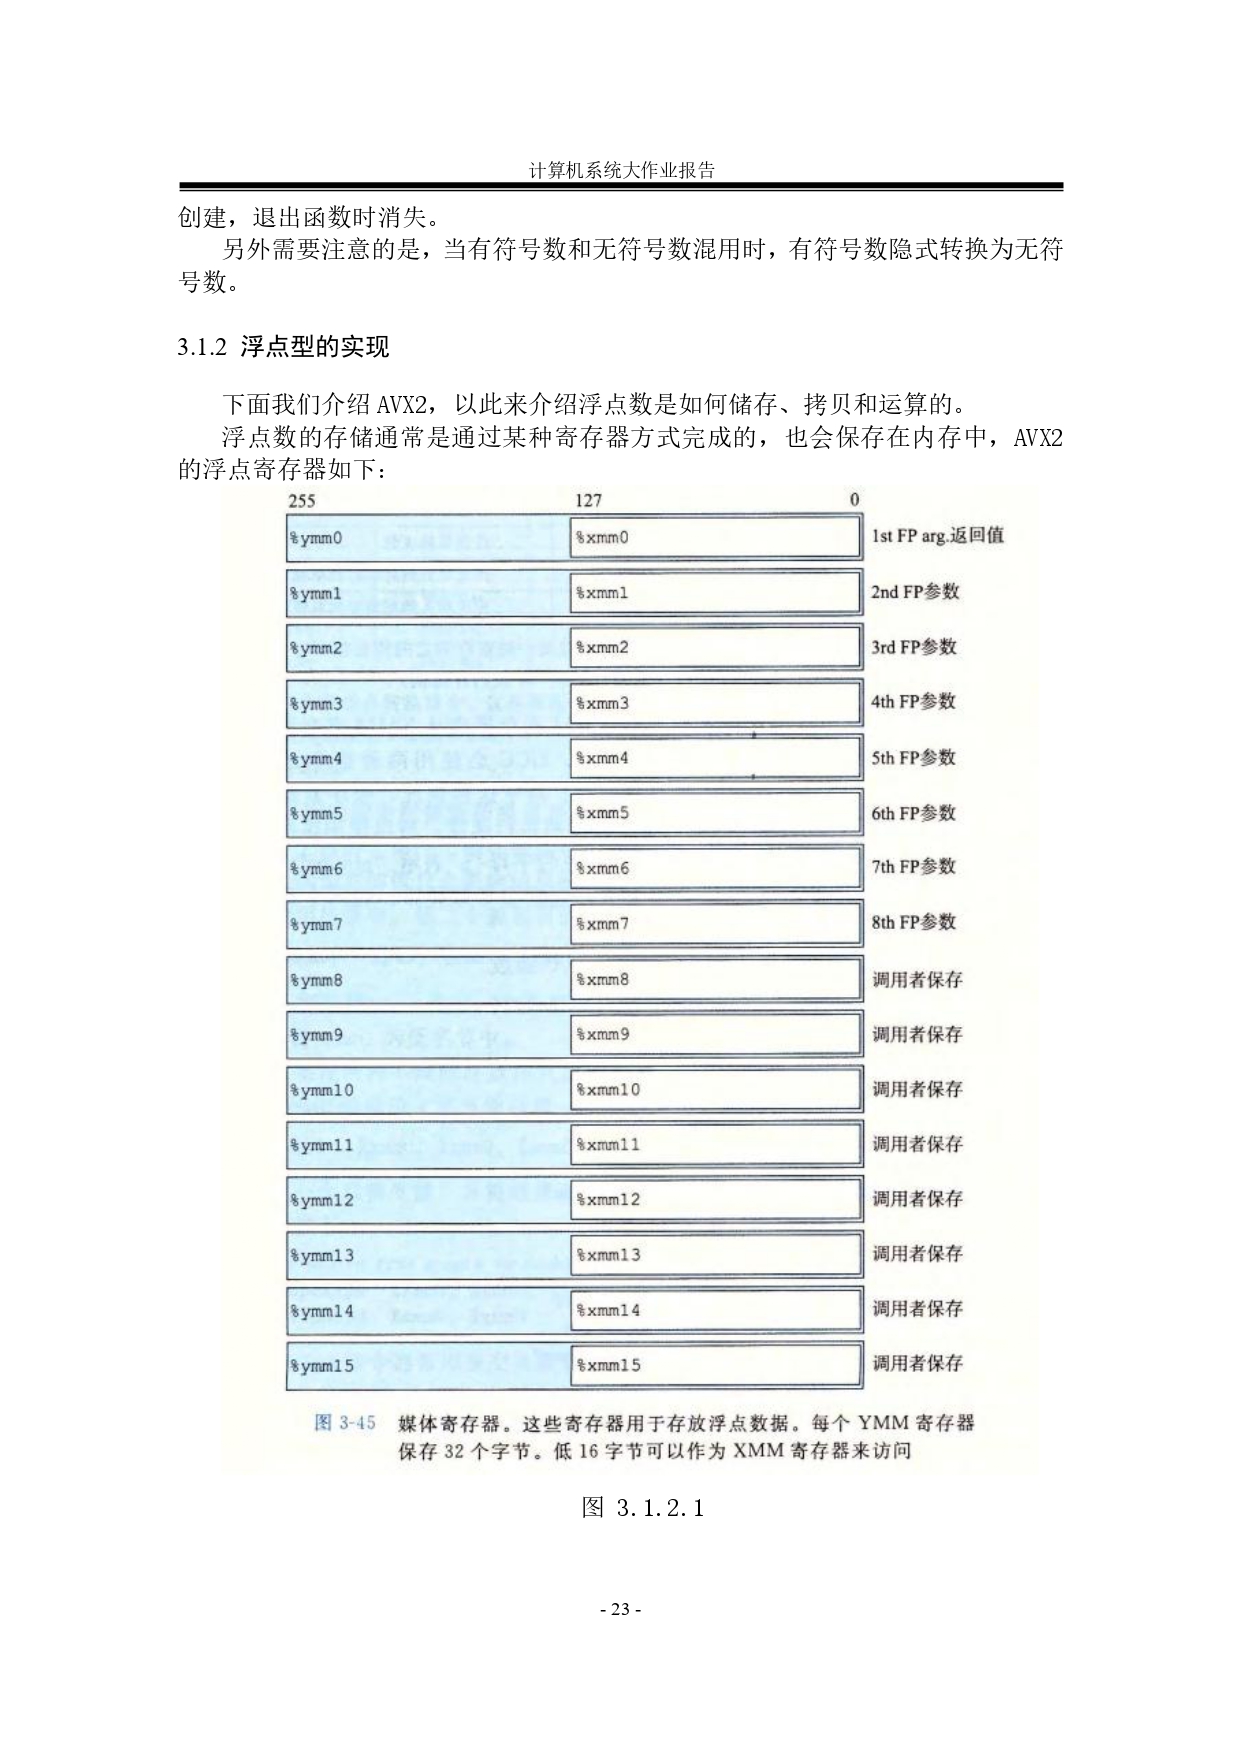 计算机系统大作业报告
创建，退出函数时消失。
另外需要注意的是，当有符号数和无符号数混用时，有符号数隐式转换为无符
号数。
3.1.2 浮点型的实现
下面我们介绍 AVX2，以此来介绍浮点数是如何储存、拷贝和运算的。
浮点数的存储通常是通过某种寄存器方式完成的，也会保存在内存中，AVX2
的浮点寄存器如下：
255 127 0
%ymm0 %xmm0 1st FP arg.返回值
%ymm1 %xmm1 2nd FP参数
%ymm2 %xmm2 3rd FP参数
%ymm3 %xmm3 4th FP参数
%ymm4 %xmm4 5th FP参数
%ymm5 %xmm5 6th FP参数
%ymm6 %xmm6 7th FP参数
%ymm7 %xmm7 8th FP参数
%ymm8 %xmm8 调用者保存
%ymm9 %xmm9 调用者保存
%ymm10 %xmm10 调用者保存
%ymm11 %xmm11 调用者保存
%ymm12 %xmm12 调用者保存
%ymm13 %xmm13 调用者保存
%ymm14 %xmm14 调用者保存
%ymm15 %xmm15 调用者保存
图 3-45 媒体寄存器。这些寄存器用于存放浮点数据。每个 YMM 寄存器
保存 32 个字节。低 16 字节可以作为 XMM 寄存器来访问
图 3.1.2.1
- 23 -